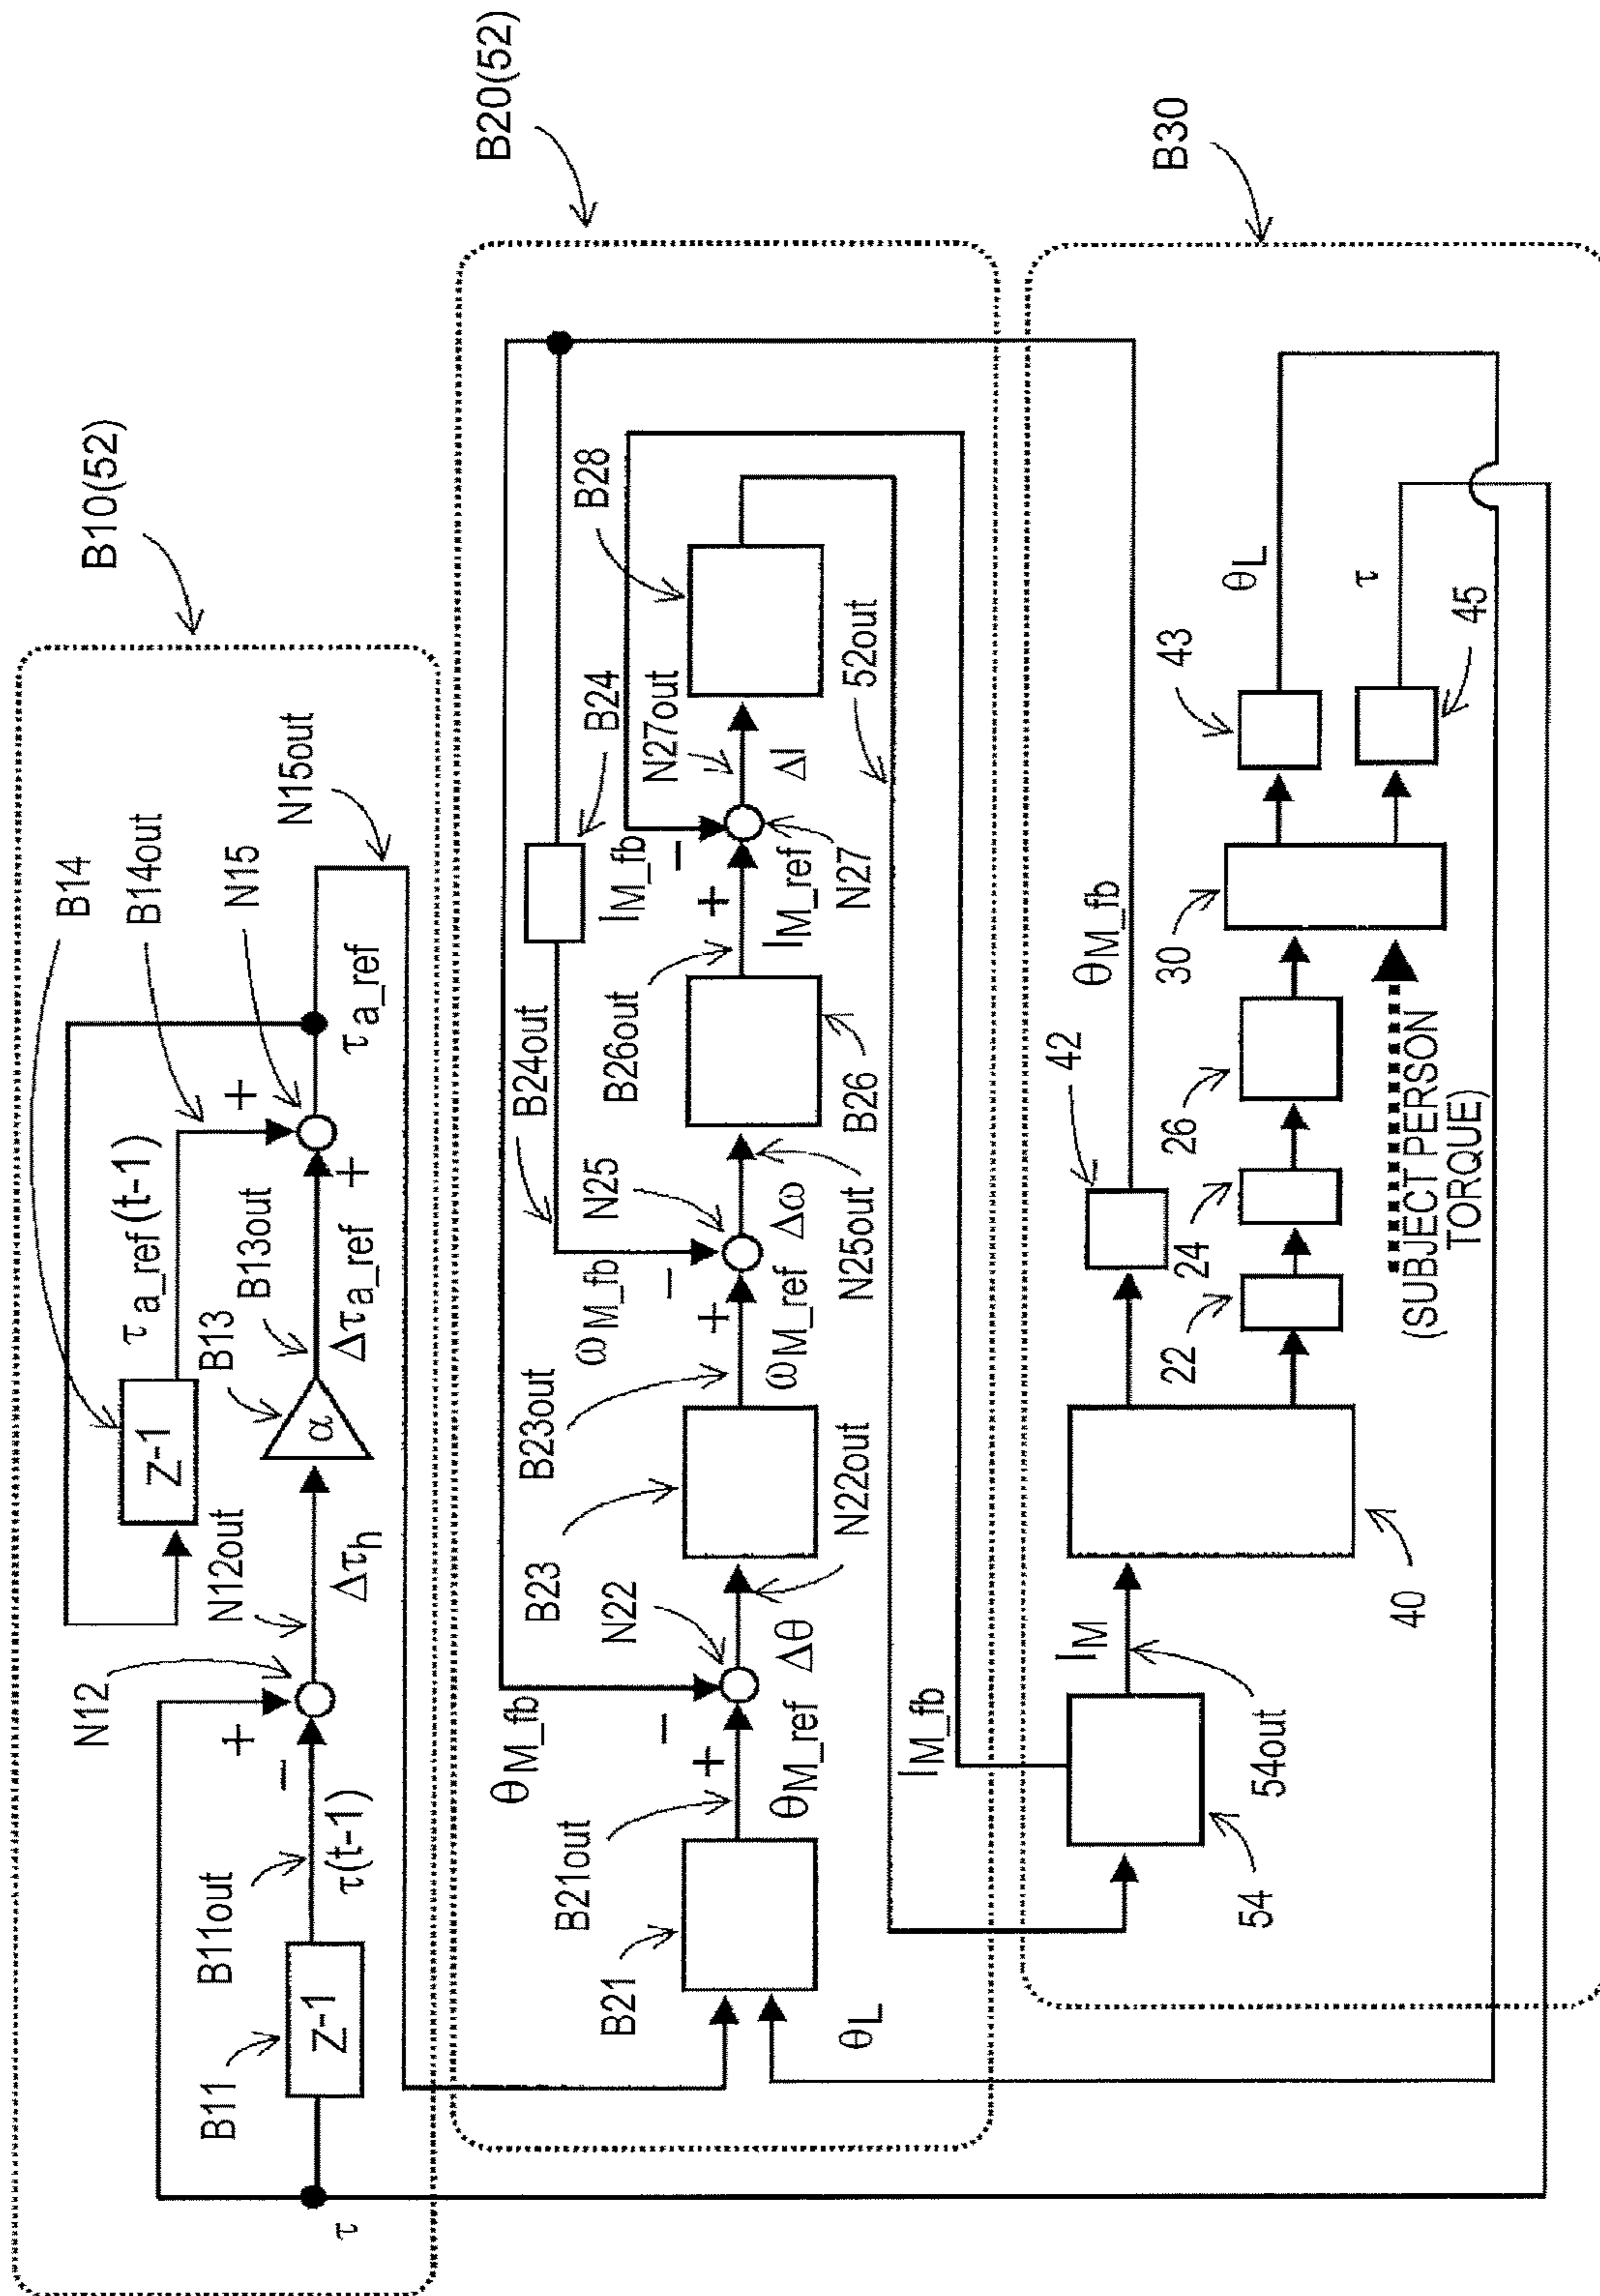 B10(52)
B14
B14out
τa_ref(t-1)
N15
N15out
Z-1
B13
B13out
+
+
Δτa_ref
τa_ref
α
N12
N12out
+
−
Δτh
B11
B11out
Z-1
τ(t-1)
τ
B20(52)
B28
B24
B24out
N27out
52out
θM_fb
ωM_fb
IM_fb
B21
B21out
−
+
θM_ref
N22
Δθ
N22out
B23
B23out
−
+
ωM_ref
N25
Δω
N25out
B26
B26out
−
+
IM_ref
N27
ΔI
θL
IM_fb
B30
54
54out
IM
40
42
θM_fb
22
24
26
30
43
θL
τ
45
(SUBJECT PERSON
TORQUE)